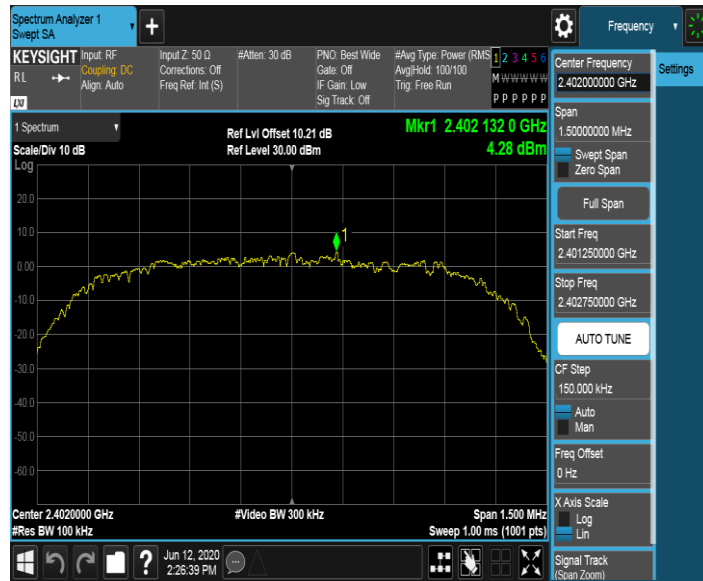 Spectrum Analyzer 1
Swept SA
+
Frequency
KEYSIGHT
RL
LXI
Input: RF
Coupling: DC
Align: Auto
Input Z: 50 Ω
Corrections: Off
Freq Ref: Int (S)
#Atten: 30 dB
PNO: Best Wide
Gate: Off
IF Gain: Low
Sig Track: Off
#Avg Type: Power (RMS
Avg|Hold: 100/100
Trig: Free Run
1 2 3 4 5 6
M W W W W W
P P P P P P
Center Frequency
2.402000000 GHz
Settings
Span
1.50000000 MHz
Swept Span
Zero Span
Full Span
Start Freq
2.401250000 GHz
Stop Freq
2.402750000 GHz
AUTO TUNE
CF Step
150.000 kHz
Auto
Man
Freq Offset
0 Hz
X Axis Scale
Log
Lin
Signal Track
(Span Zoom)
1 Spectrum
Scale/Div 10 dB
Log
Ref Lvl Offset 10.21 dB
Ref Level 30.00 dBm
Mkr1 2.402 132 0 GHz
4.28 dBm
1
20.0
10.0
0.00
-10.0
-20.0
-30.0
-40.0
-50.0
-60.0
Center 2.4020000 GHz
#Res BW 100 kHz
#Video BW 300 kHz
Span 1.500 MHz
Sweep 1.00 ms (1001 pts)
?
Jun 12, 2020
2:26:39 PM